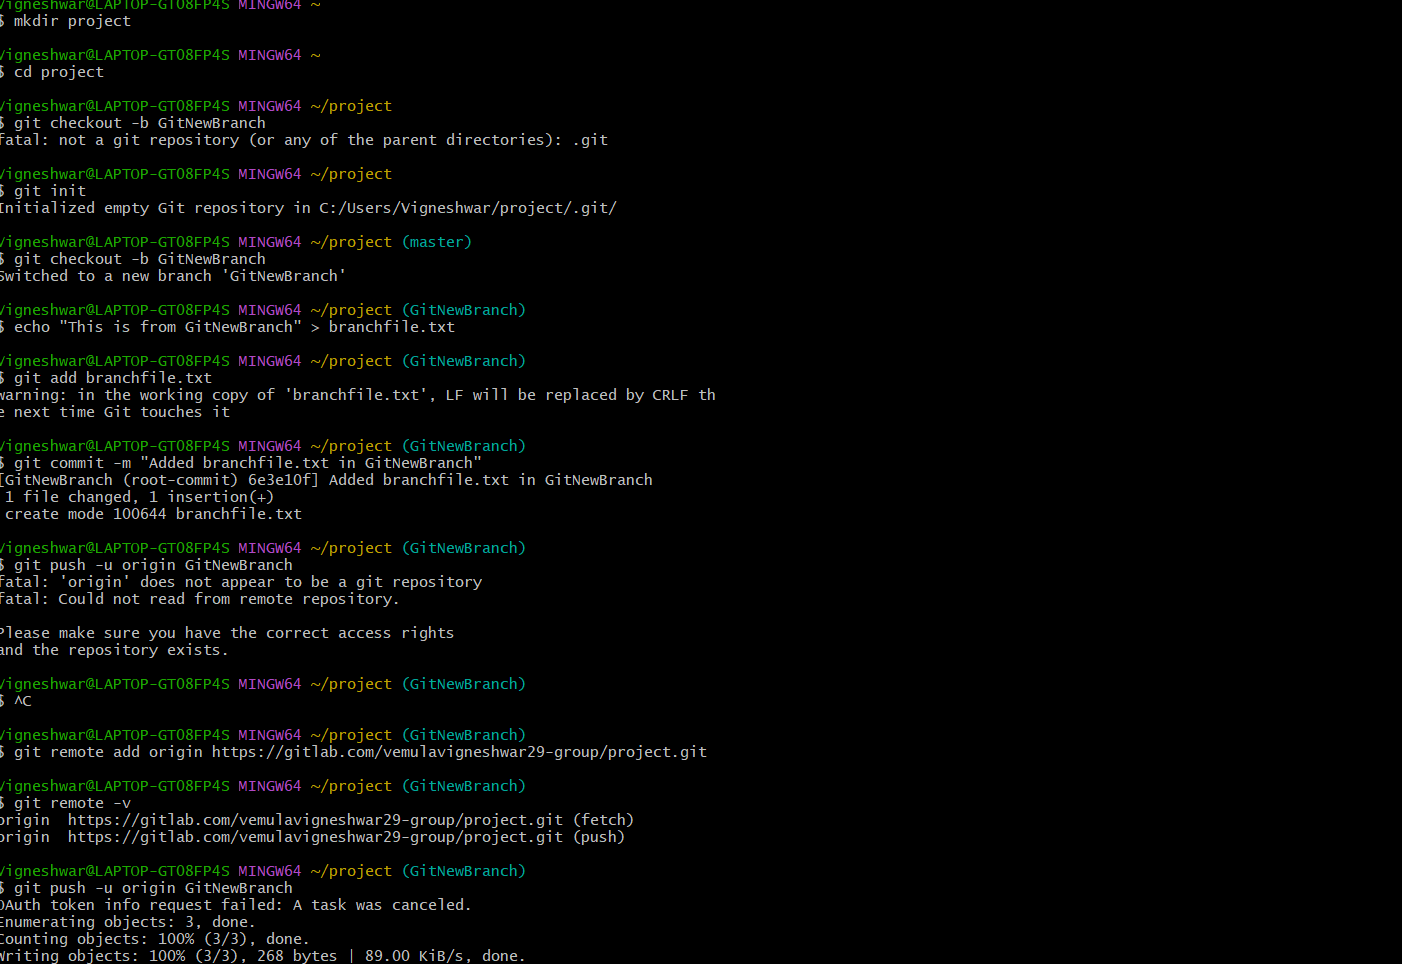 Vigneshwar@LAPTOP-GT08FP4S MINGW64 ~
$ mkdir project
Vigneshwar@LAPTOP-GT08FP4S MINGW64 ~
$ cd project
Vigneshwar@LAPTOP-GT08FP4S MINGW64 ~/project
$ git checkout -b GitNewBranch
fatal: not a git repository (or any of the parent directories): .git
Vigneshwar@LAPTOP-GT08FP4S MINGW64 ~/project
$ git init
Initialized empty Git repository in C:/Users/Vigneshwar/project/.git/
Vigneshwar@LAPTOP-GT08FP4S MINGW64 ~/project (master)
$ git checkout -b GitNewBranch
Switched to a new branch 'GitNewBranch'
Vigneshwar@LAPTOP-GT08FP4S MINGW64 ~/project (GitNewBranch)
$ echo "This is from GitNewBranch" > branchfile.txt
Vigneshwar@LAPTOP-GT08FP4S MINGW64 ~/project (GitNewBranch)
$ git add branchfile.txt
warning: in the working copy of 'branchfile.txt', LF will be replaced by CRLF th
e next time Git touches it
Vigneshwar@LAPTOP-GT08FP4S MINGW64 ~/project (GitNewBranch)
$ git commit -m "Added branchfile.txt in GitNewBranch"
[GitNewBranch (root-commit) 6e3e10f] Added branchfile.txt in GitNewBranch
1 file changed, 1 insertion(+)
create mode 100644 branchfile.txt
Vigneshwar@LAPTOP-GT08FP4S MINGW64 ~/project (GitNewBranch)
$ git push -u origin GitNewBranch
fatal: 'origin' does not appear to be a git repository
fatal: Could not read from remote repository.
Please make sure you have the correct access rights
and the repository exists.
Vigneshwar@LAPTOP-GT08FP4S MINGW64 ~/project (GitNewBranch)
$ ^C
Vigneshwar@LAPTOP-GT08FP4S MINGW64 ~/project (GitNewBranch)
$ git remote add origin https://gitlab.com/vemulavigneshwar29-group/project.git
Vigneshwar@LAPTOP-GT08FP4S MINGW64 ~/project (GitNewBranch)
$ git remote -v
origin  https://gitlab.com/vemulavigneshwar29-group/project.git (fetch)
origin  https://gitlab.com/vemulavigneshwar29-group/project.git (push)
Vigneshwar@LAPTOP-GT08FP4S MINGW64 ~/project (GitNewBranch)
$ git push -u origin GitNewBranch
OAuth token info request failed: A task was canceled.
Enumerating objects: 3, done.
Counting objects: 100% (3/3), done.
Writing objects: 100% (3/3), 268 bytes | 89.00 KiB/s, done.